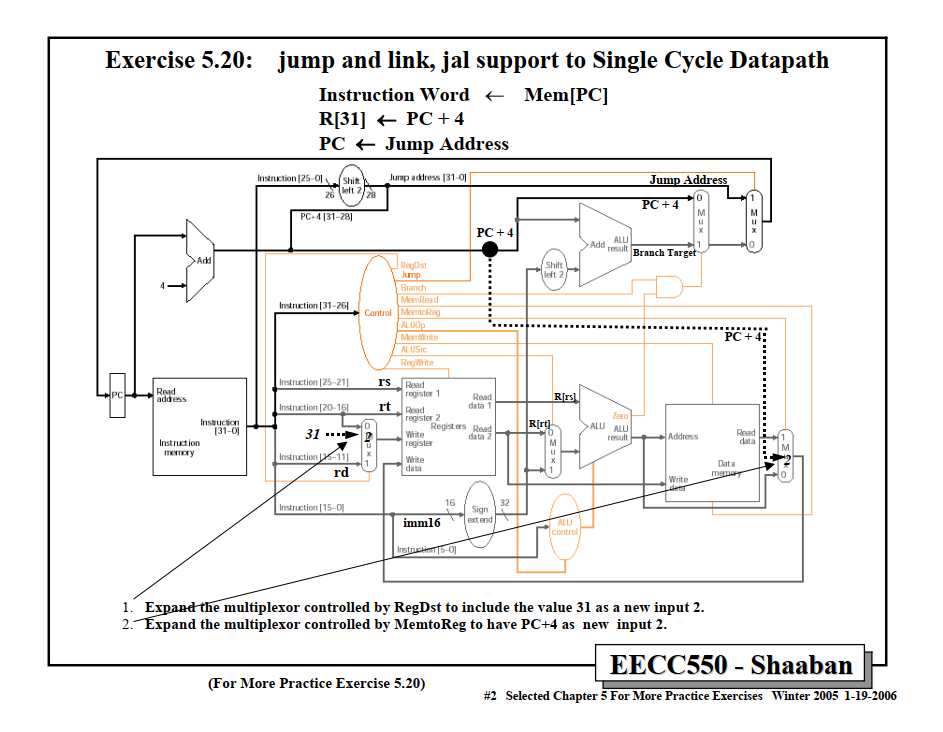 Exercise 5.20: jump and link, jal support to Single Cycle Datapath
Instruction Word ← Mem[PC]
R[31] ← PC + 4
PC ← Jump Address
Instruction [25–0]
Shift
left 2
26
28
Jump address [31–0]
Jump Address
PC+4 [31–28]
PC + 4
0
M
u
x
1
1
M
u
x
0
PC + 4
Add
4
Add
ALU
result
Branch Target
Shift
left 2
RegDst
Jump
Branch
MemRead
MemtoReg
ALUOp
MemWrite
ALUSrc
RegWrite
Control
Instruction [31–26]
PC + 4
PC
Read
address
Instruction
[31–0]
Instruction
memory
Instruction [25–21]
rs
Instruction [20–16]
rt
31
0
M
u
x
1
2
Instruction [15–11]
rd
Read
register 1
Read
register 2
Write
register
Write
data
Registers
Read
data 1
Read
data 2
R[rs]
R[rt]
0
M
u
x
1
Zero
ALU
ALU
result
Address
Read
data
Data
memory
Write
data
1
M
2
0
Instruction [15–0]
imm16
16
Sign
extend
32
ALU
control
Instruction [5–0]
1. Expand the multiplexor controlled by RegDst to include the value 31 as a new input 2.
2. Expand the multiplexor controlled by MemtoReg to have PC+4 as new input 2.
EECC550 - Shaaban
(For More Practice Exercise 5.20)
#2 Selected Chapter 5 For More Practice Exercises Winter 2005 1-19-2006